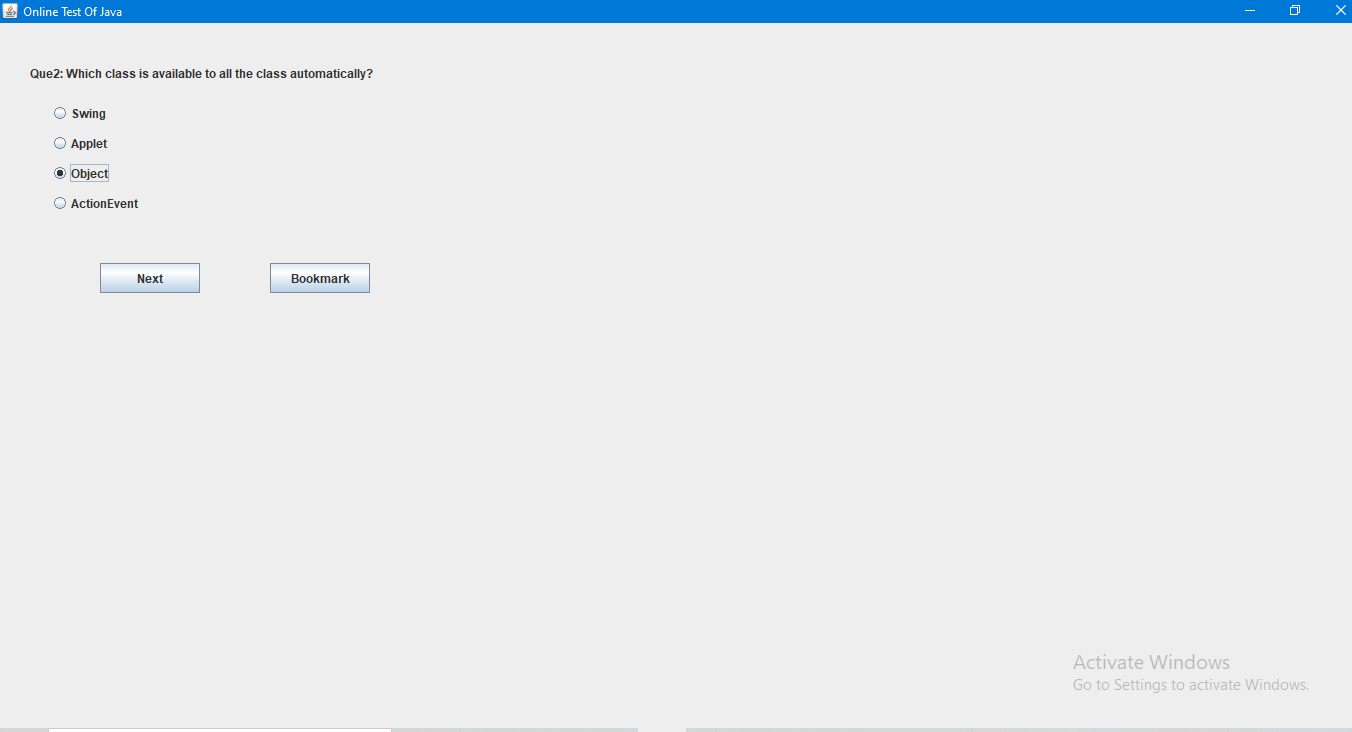 Online Test Of Java
Que2: Which class is available to all the class automatically?
Swing
Applet
Object
ActionEvent
Next
Bookmark
Activate Windows
Go to Settings to activate Windows.